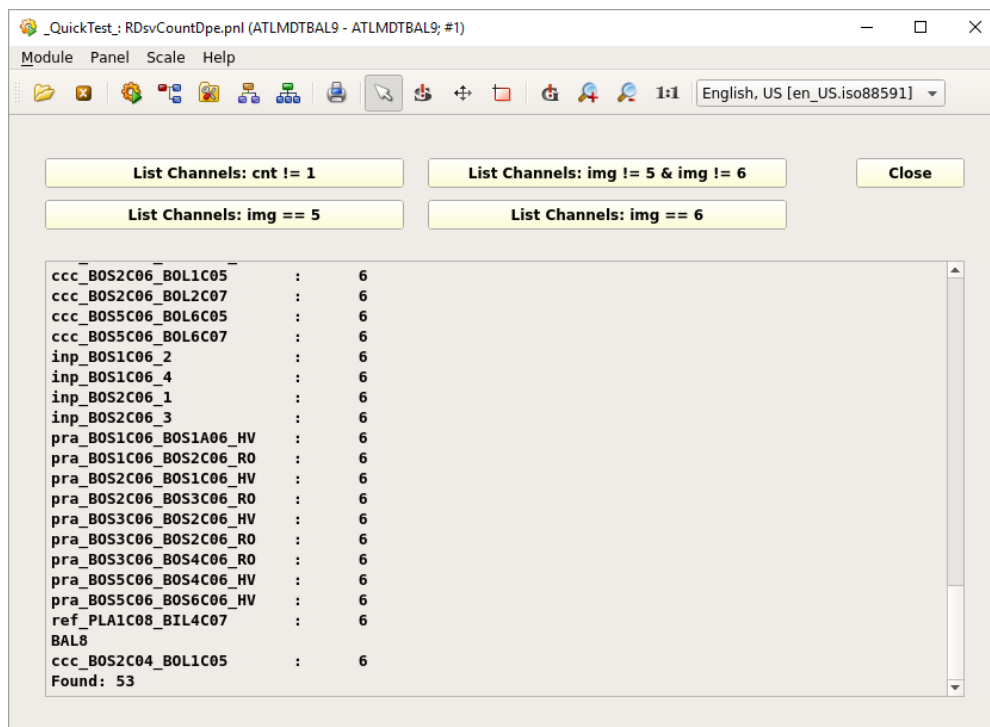 _QuickTest_: RDsvCountDpe.pnl (ATLMDTBAL9 - ATLMDTBAL9; #1)
Module Panel Scale Help
1:1 English, US [en_US.iso88591]
List Channels: cnt != 1 List Channels: img != 5 & img != 6 Close
List Channels: img == 5 List Channels: img == 6
ccc_BOS2C06_BOL1C05 : 6
ccc_BOS2C06_BOL2C07 : 6
ccc_BOS5C06_BOL6C05 : 6
ccc_BOS5C06_BOL6C07 : 6
inp_BOS1C06_2 : 6
inp_BOS1C06_4 : 6
inp_BOS2C06_1 : 6
inp_BOS2C06_3 : 6
pra_BOS1C06_BOS1A06_HV : 6
pra_BOS1C06_BOS2C06_RO : 6
pra_BOS2C06_BOS1C06_HV : 6
pra_BOS2C06_BOS3C06_RO : 6
pra_BOS3C06_BOS2C06_HV : 6
pra_BOS3C06_BOS2C06_RO : 6
pra_BOS3C06_BOS4C06_RO : 6
pra_BOS5C06_BOS4C06_HV : 6
pra_BOS5C06_BOS6C06_HV : 6
ref_PLA1C08_BIL4C07 : 6
BAL8
ccc_BOS2C04_BOL1C05 : 6
Found: 53